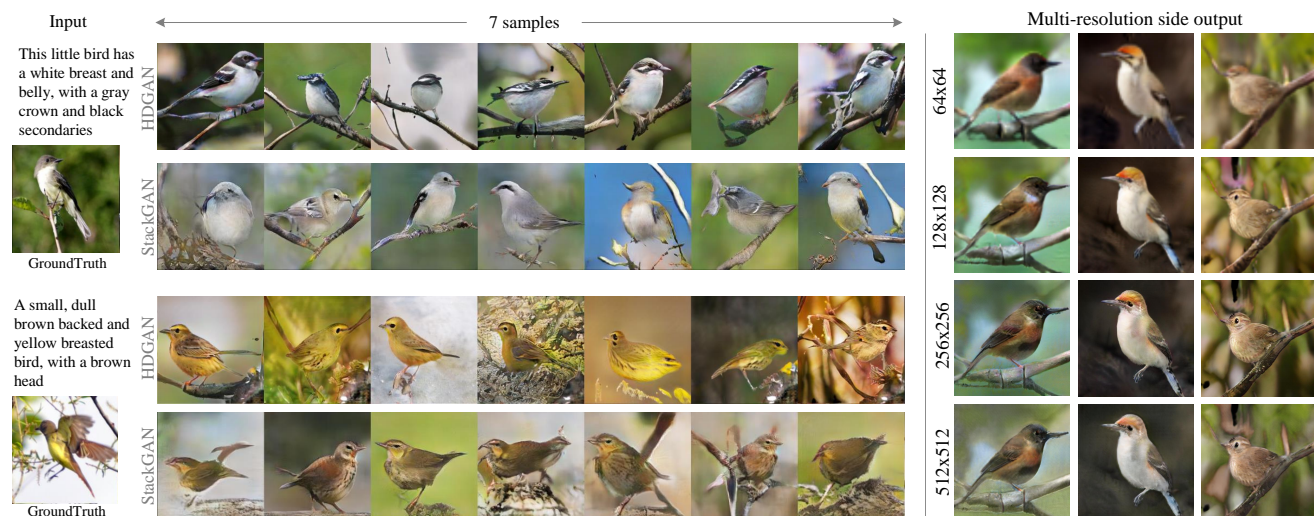 Input
7 samples
Multi-resolution side output
This little bird has
a white breast and
belly, with a gray
crown and black
secondaries
GroundTruth
HDGAN
StackGAN
A small, dull
brown backed and
yellow breasted
bird, with a brown
head
GroundTruth
HDGAN
StackGAN
64x64
128x128
256x256
512x512